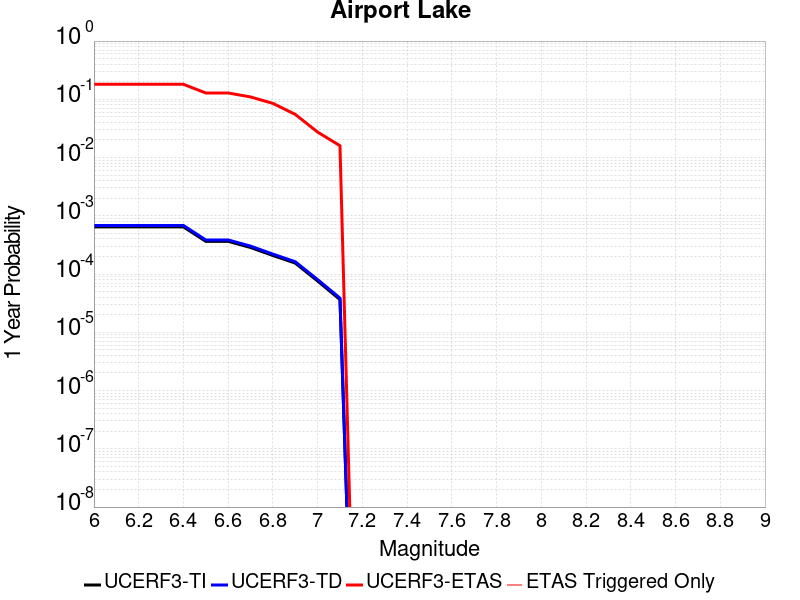 Airport Lake
1 Year Probability
10^0
10^-1
10^-2
10^-3
10^-4
10^-5
10^-6
10^-7
10^-8
6 6.2 6.4 6.6 6.8 7 7.2 7.4 7.6 7.8 8 8.2 8.4 8.6 8.8 9
Magnitude
UCERF3-TI UCERF3-TD UCERF3-ETAS ETAS Triggered Only